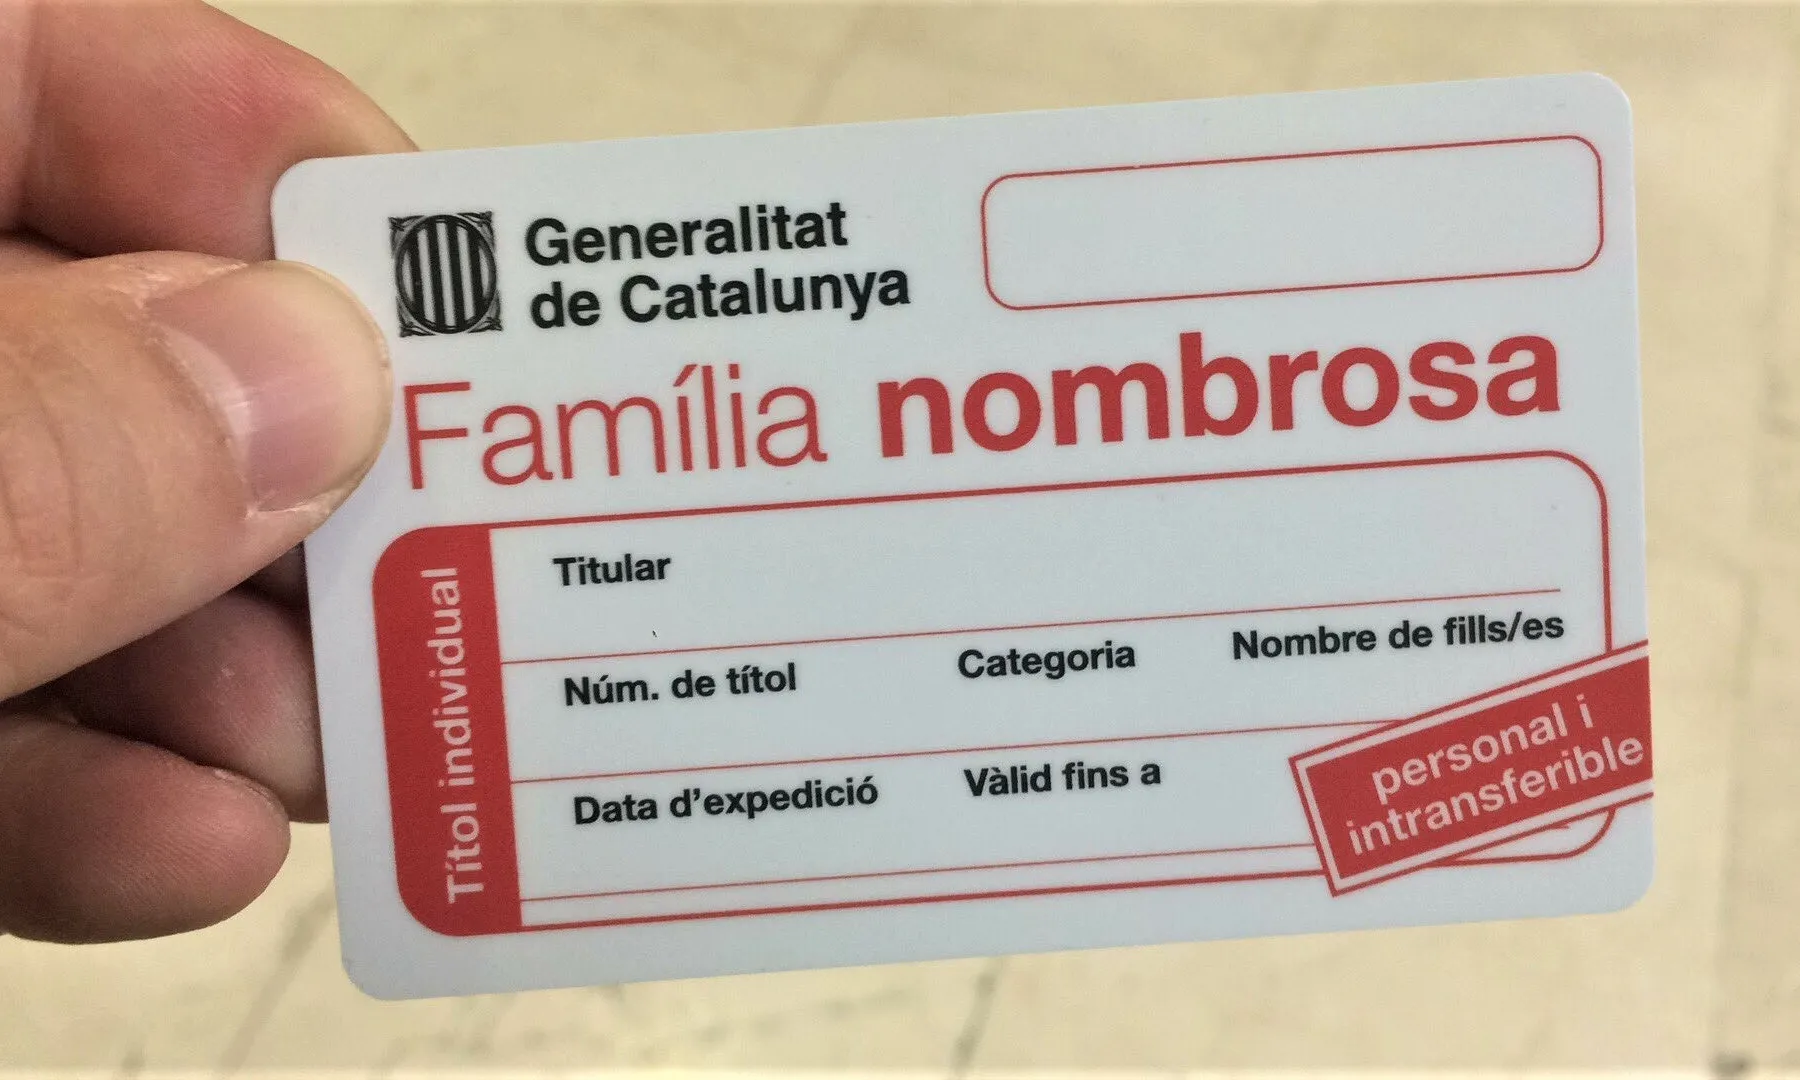 Generalitat
de Catalunya
Família nombrosa
Títol individual
Titular
Núm. de títol
Categoria
Nombre de fills/es
Data d’expedició
Vàlid fins a
personal i
intransferible